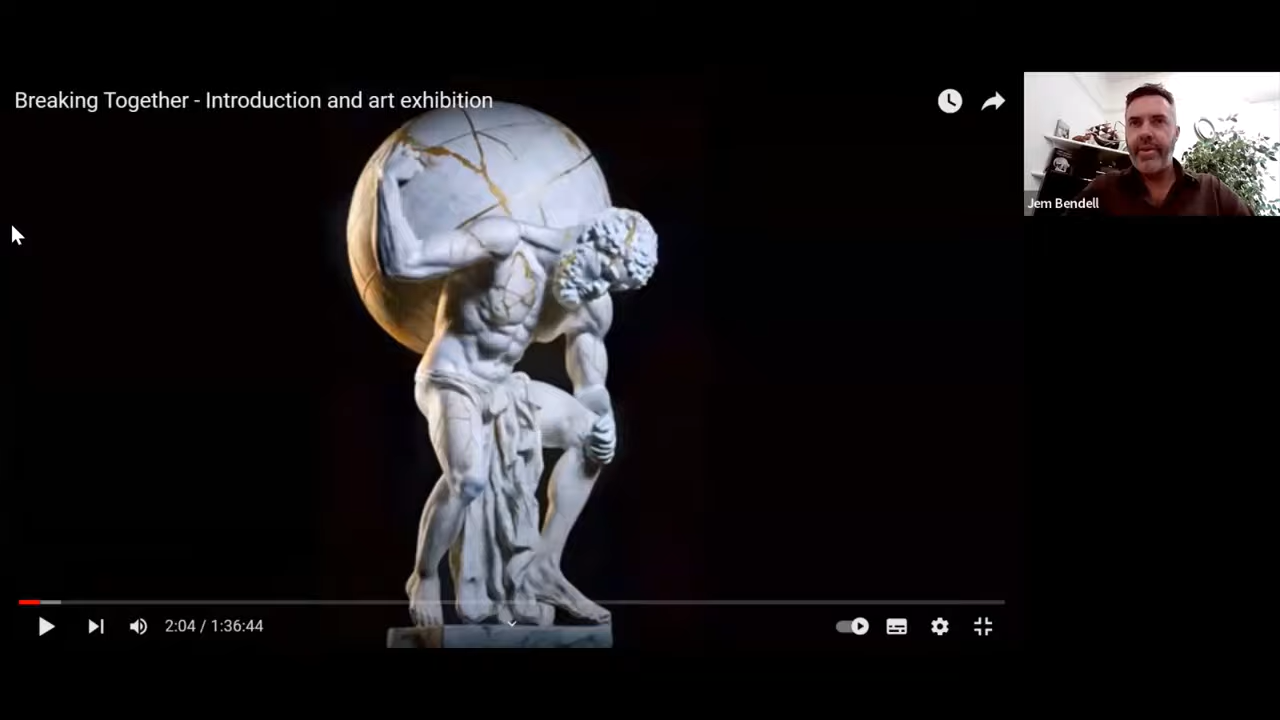 Breaking Together - Introduction and art exhibition
Jem Bendell
2:04 / 1:36:44